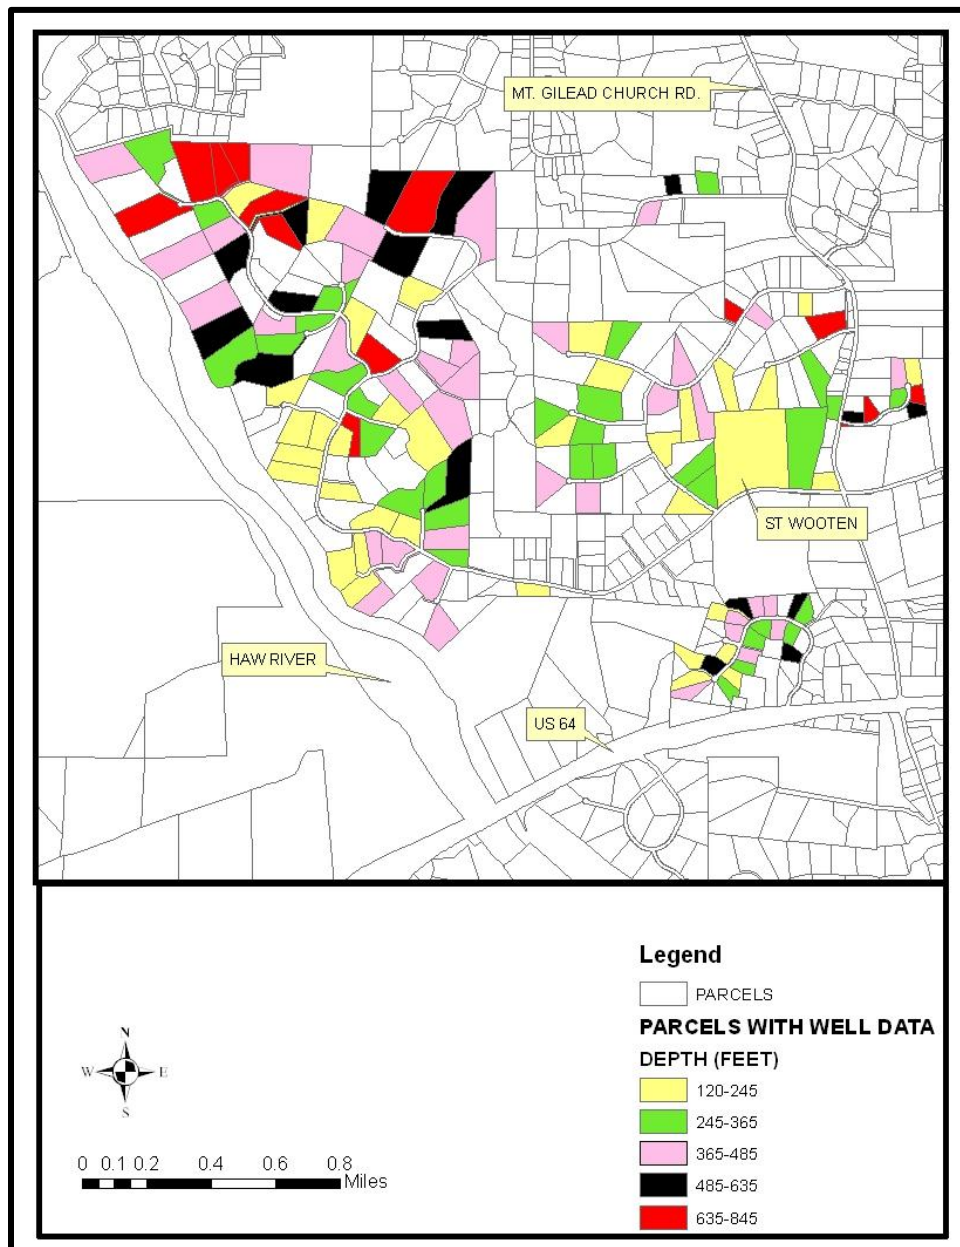 MT. GILEAD CHURCH RD.
ST WOOTEN
HAW RIVER
US 64
Legend
PARCELS
PARCELS WITH WELL DATA
DEPTH (FEET)
120-245
245-365
365-485
485-635
635-845
N
W E
S
0 0.1 0.2 0.4 0.6 0.8
Miles